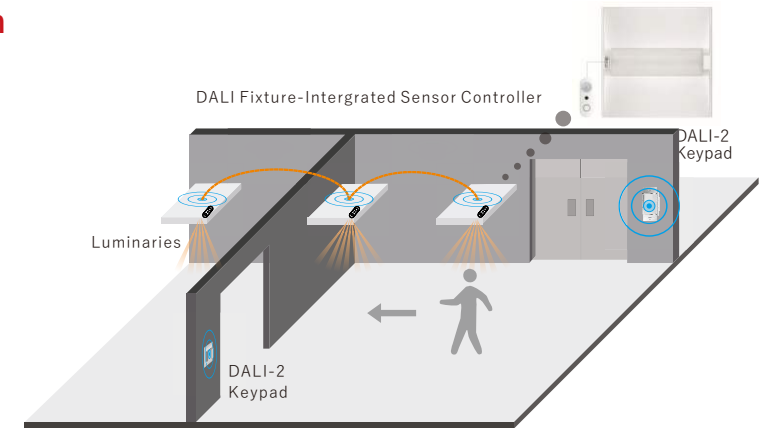 DALI Fixture-Intergrated Sensor Controller
DALI-2
Keypad
Luminaries
DALI-2
Keypad